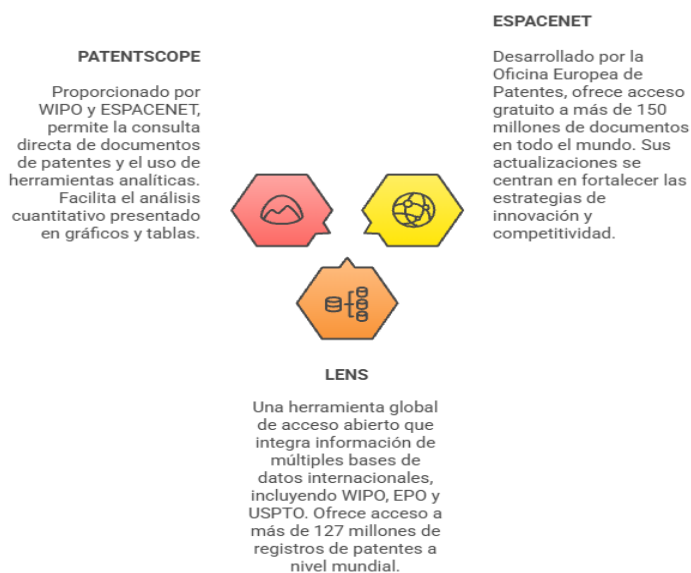 PATENTSCOPE
Proporcionado por
WIPO y ESPACENET,
permite la consulta
directa de documentos
de patentes y el uso de
herramientas analíticas.
Facilita el análisis
cuantitativo presentado
en gráficos y tablas.
ESPACENET
Desarrollado por la
Oficina Europea de
Patentes, ofrece acceso
gratuito a más de 150
millones de documentos
en todo el mundo. Sus
actualizaciones se
centran en fortalecer las
estrategias de
innovación y
competitividad.
LENS
Una herramienta global
de acceso abierto que
integra información de
múltiples bases de
datos internacionales,
incluyendo WIPO, EPO y
USPTO. Ofrece acceso a
más de 127 millones de
registros de patentes a
nivel mundial.